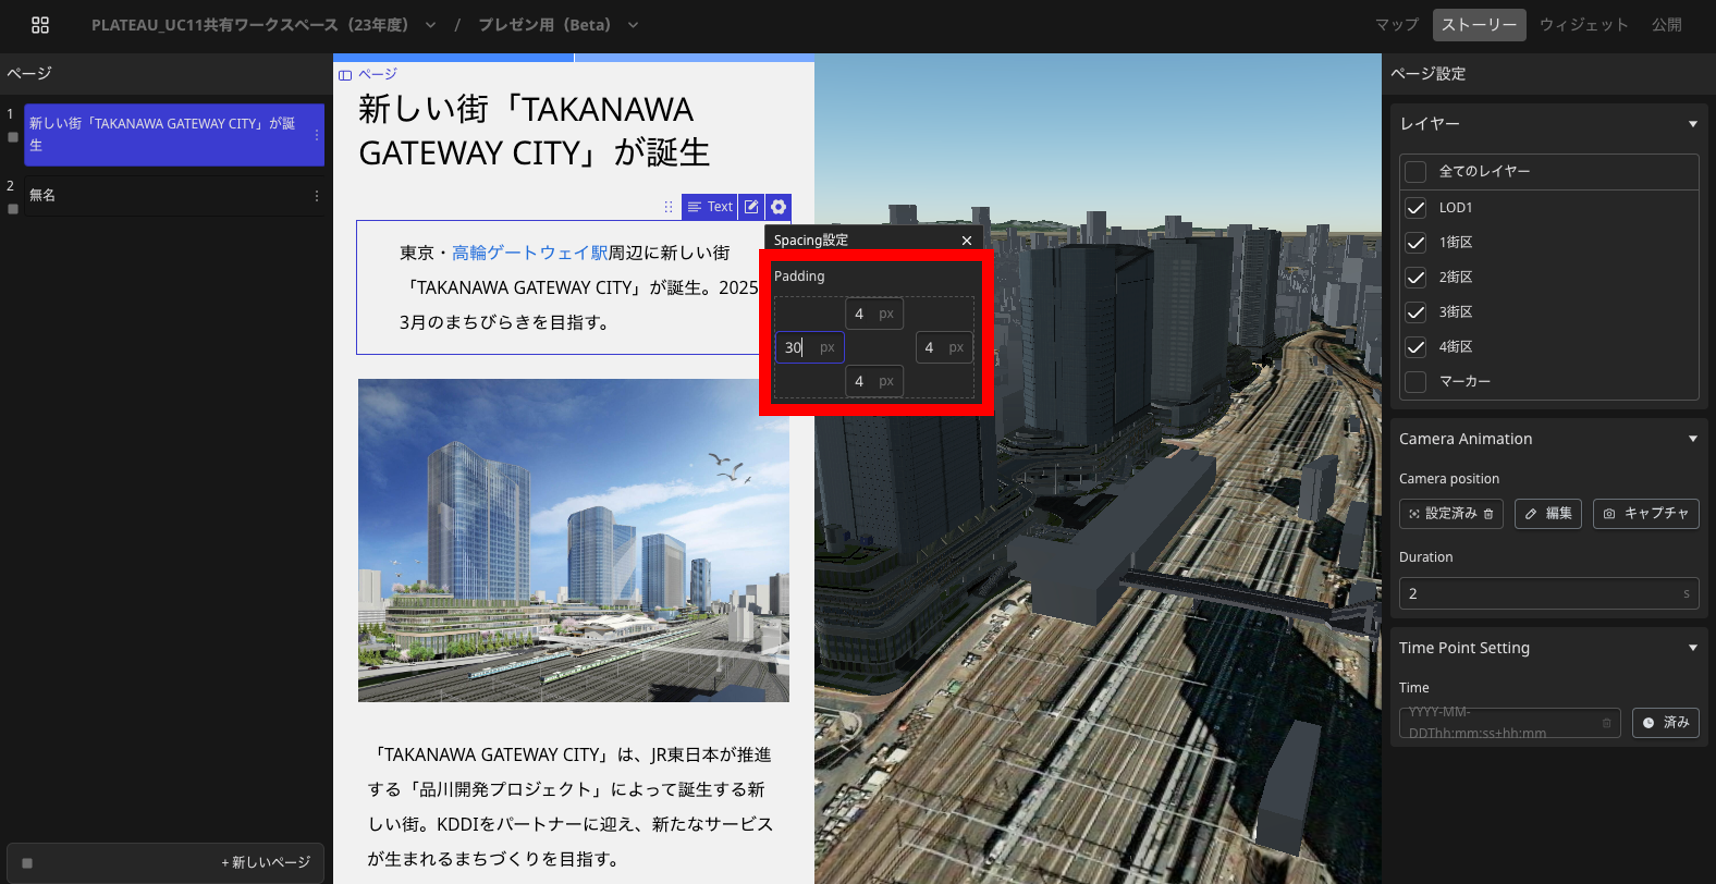 PLATEAU_UC11共有ワークスペース（23年度）
/
プレゼン用（Beta）
マップ
ストーリー
ウィジェット
公開
ページ
1
新しい街「TAKANAWA GATEWAY CITY」が誕
生
2
無名
+ 新しいページ
ページ
新しい街「TAKANAWA
GATEWAY CITY」が誕生
Text
東京・高輪ゲートウェイ駅周辺に新しい街
「TAKANAWA GATEWAY CITY」が誕生。2025
3月のまちびらきを目指す。
「TAKANAWA GATEWAY CITY」は、JR東日本が推進
する「品川開発プロジェクト」によって誕生する新
しい街。KDDIをパートナーに迎え、新たなサービス
が生まれるまちづくりを目指す。
Spacing設定
Padding
4 px
30 px
4 px
4 px
ページ設定
レイヤー
全てのレイヤー
LOD1
1街区
2街区
3街区
4街区
マーカー
Camera Animation
Camera position
設定済み
編集
キャプチャ
Duration
2 s
Time Point Setting
Time
YYYY-MM-
DDThh:mm:ss+hh:mm
済み